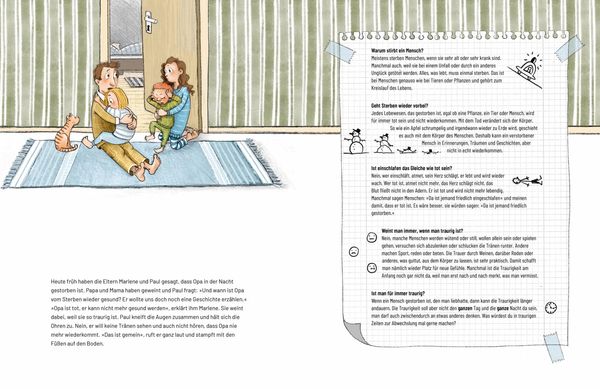 Heute früh haben die Eltern Marlene und Paul gesagt, dass Opa in der Nacht
gestorben ist. Papa und Mama haben geweint und Paul fragt: »Und wann ist Opa
vom Sterben wieder gesund? Er wollte uns doch noch eine Geschichte erzählen.«
»Opa ist tot, er kann nicht mehr gesund werden«, erklärt ihm Marlene. Sie weint
dabei, weil sie so traurig ist. Paul kneift die Augen zusammen und hält sich die
Ohren zu. Nein, er will keine Tränen sehen und auch nicht hören, dass Opa nie
mehr wiederkommt. »Das ist gemein«, ruft er ganz laut und stampft mit den
Füßen auf den Boden.
Warum stirbt ein Mensch?
Meistens sterben Menschen, wenn sie sehr alt oder sehr krank sind.
Manchmal auch, weil sie bei einem Unfall oder durch ein anderes
Unglück getötet werden. Alles, was lebt, muss einmal sterben. Das ist
bei Menschen genauso wie bei Tieren oder Pflanzen und gehört zum
Kreislauf des Lebens.
Geht Sterben wieder vorbei?
Jedes Lebewesen, das gestorben ist, egal ob eine Pflanze, ein Tier oder ein Mensch, wird
für immer tot sein und nicht wiederkommen. Mit dem Tod verändert sich der Körper.
So wie ein Apfel schrumpelig und irgendwann wieder zu Erde wird, geschieht
es auch mit dem Körper des Menschen. Deshalb kann ein verstorbener
Mensch in Erinnerungen, Träumen und Geschichten, aber
nicht in echt wiederkommen.
Ist einschlafen das Gleiche wie tot sein?
Nein, wer einschläft, atmet, sein Herz schlägt, er lebt und wird wieder
wach. Wer tot ist, atmet nicht mehr, das Herz schlägt nicht, das
Blut fließt nicht in den Adern. Er ist tot und nicht mehr lebendig.
Manchmal sagen Menschen: »Da ist jemand friedlich eingeschlafen« und meinen
damit, dass er tot ist. Es wäre besser, sie würden sagen: »Da ist jemand friedlich
gestorben.«
Weint man immer, wenn man traurig ist?
Nein, manche Menschen werden wütend oder still, wollen allein sein oder spielen
gehen, versuchen sich abzulenken oder schlucken die Tränen runter. Andere
machen Sport, reden oder beten. Die Trauer durch Weinen, darüber Reden oder
anderes, was guttut, aus dem Körper zu lassen, ist sehr praktisch. Damit schafft
man nämlich wieder Platz für neue Gefühle. Manchmal ist die Traurigkeit am
Anfang noch nicht da, weil man erst nach und nach merkt, was man vermisst.
Ist man für immer traurig?
Wenn ein Mensch gestorben ist, den man liebhatte, dann kann die Traurigkeit länger
andauern. Die Traurigkeit soll aber nicht den ganzen Tag und die ganze Nacht da sein,
man darf auch zwischendurch an etwas anderes denken. Was würdest du in traurigen
Zeiten zur Abwechslung mal gerne machen?